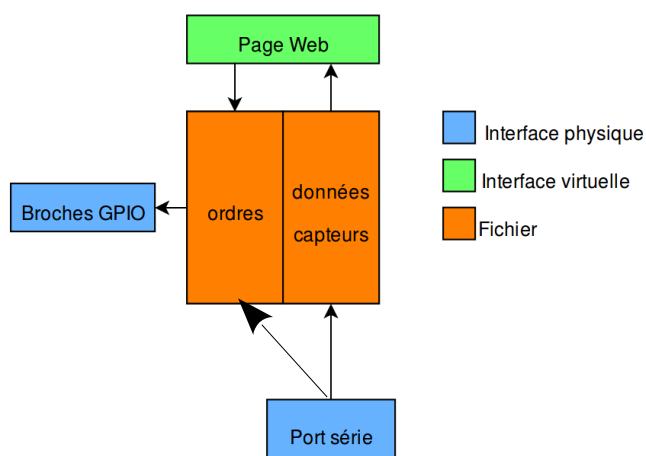 Page Web
Interface physique
Interface virtuelle
Fichier
données
capteurs
ordres
Broches GPIO
Port série